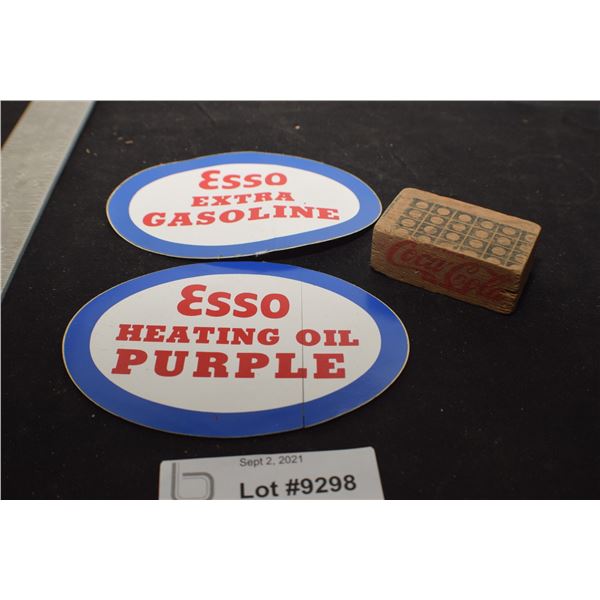 Esso
EXTRA
GASOLINE
Coca-Cola
Esso
HEATING OIL
PURPLE
Sept 2, 2021
Lot #9298